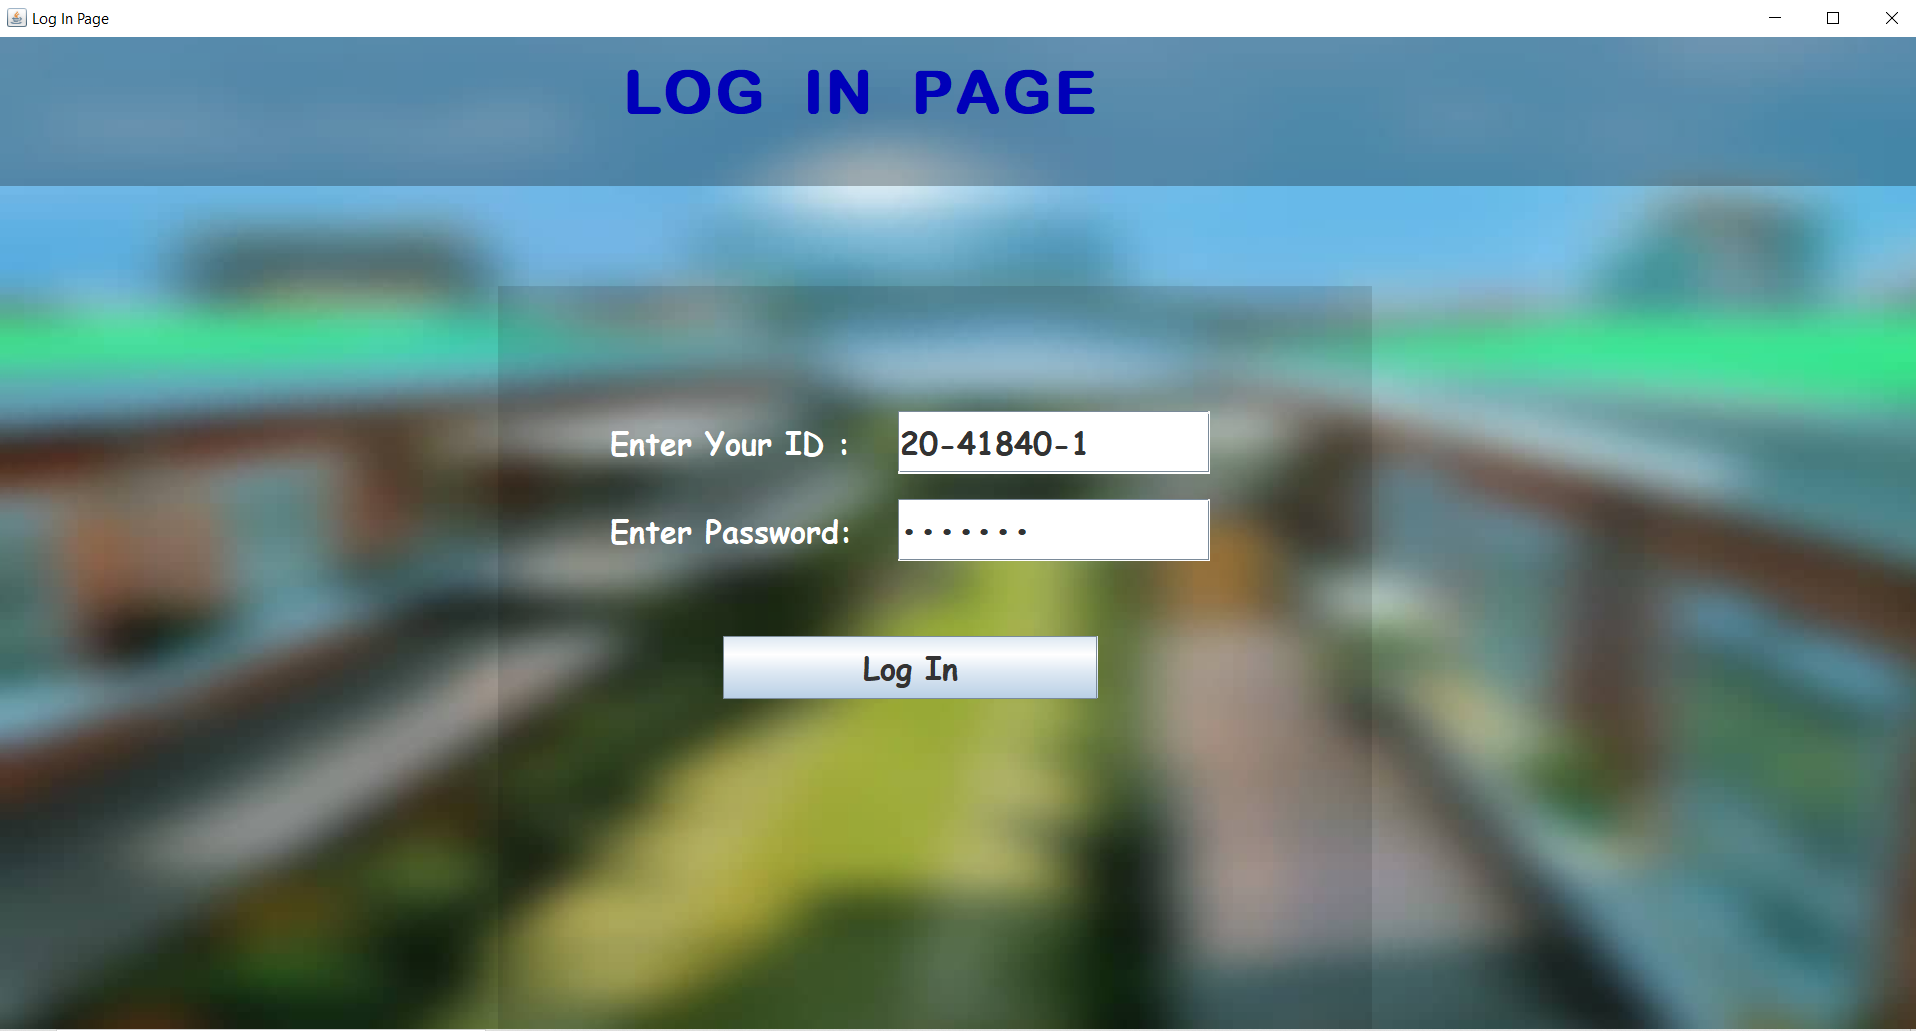 Log In Page
LOG IN PAGE
Enter Your ID : 20-41840-1
Enter Password: •••••••
Log In